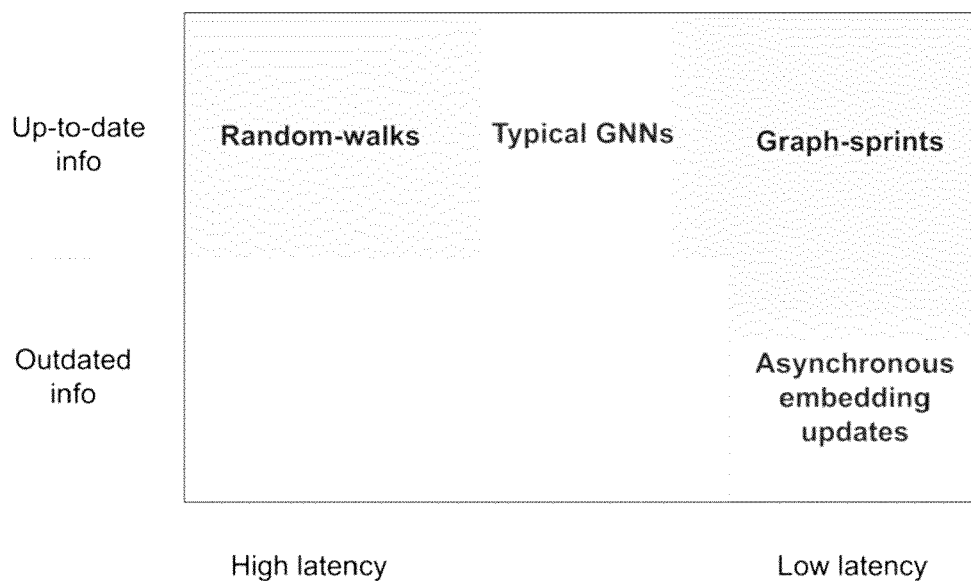 Up-to-date
info
Random-walks
Typical GNNs
Graph-sprints
Outdated
info
Asynchronous
embedding
updates
High latency
Low latency